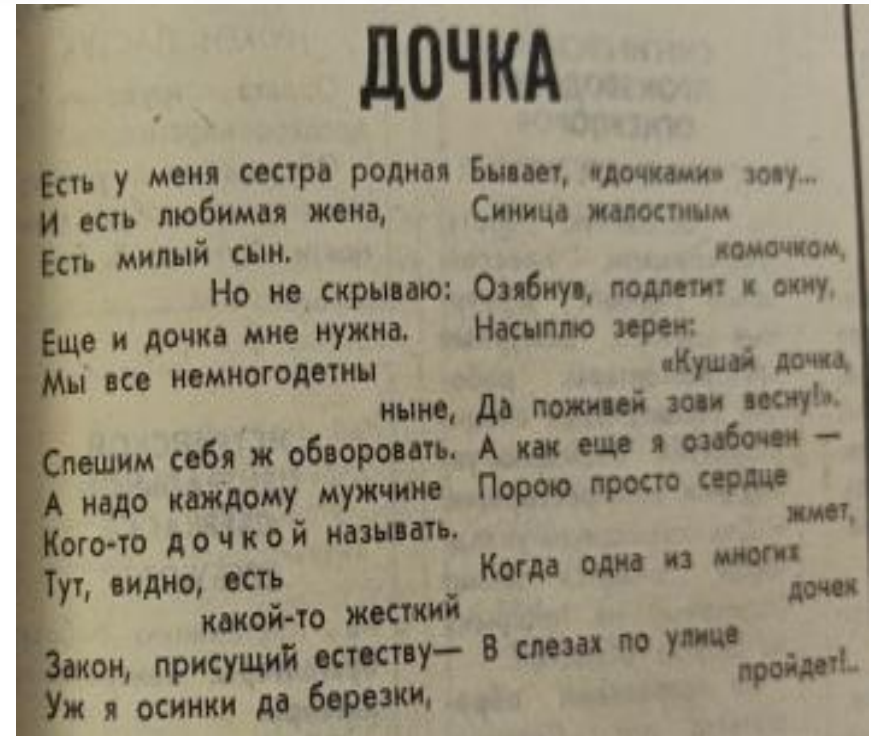 ДОЧКА
Есть у меня сестра родная
И есть любимая жена,
Есть милый сын.
Но не скрываю:
Еще и дочка мне нужна.
Мы все немногодетны
ныне,
Спешим себя ж обворовать.
А надо каждому мужчине
Кого-то дочкой называть.
Тут, видно, есть
какой-то жесткий
Закон, присущий естеству—
Уж я осинки да березки,
Бывает, «дочками» зову...
Синица жалостным
комочком,
Озябнув, подлетит к окну,
Насыплю зерен:
«Кушай дочка,
Да поживей зови весну!».
А как еще я озабочен —
Порою просто сердце
жмет,
Когда одна из многих
дочек
В слезах по улице
пройдет!..